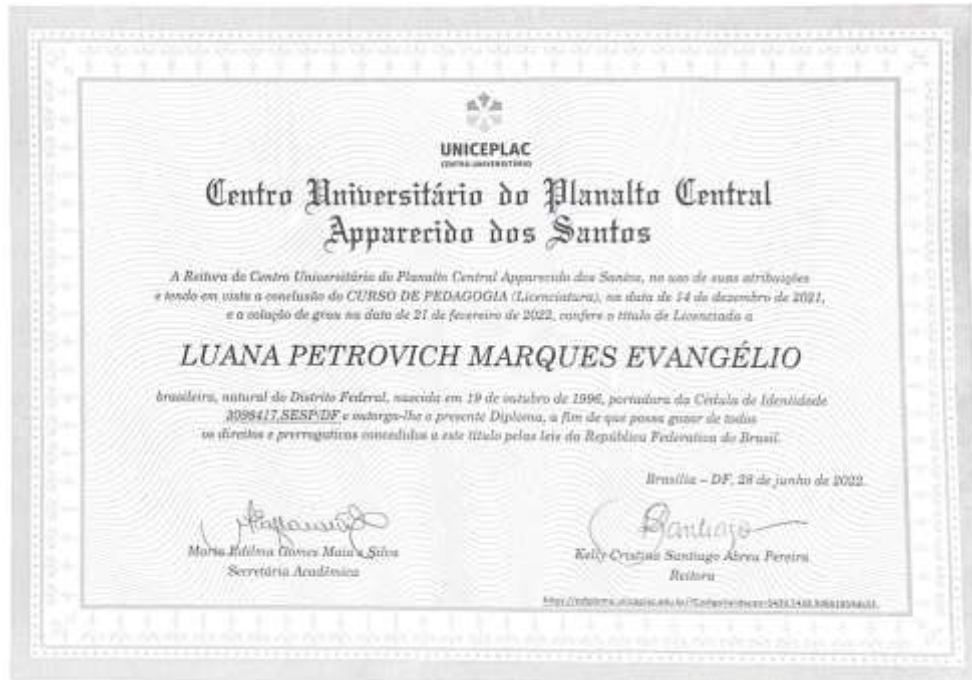 UNICEPLAC
CENTRO UNIVERSITÁRIO
Centro Universitário do Planalto Central
Apparecido dos Santos
A Reitora do Centro Universitário do Planalto Central Apparecido dos Santos, no uso de suas atribuições
e tendo em vista a conclusão do CURSO DE PEDAGOGIA (Licenciatura), na data de 14 de dezembro de 2021,
e a colação de grau na data de 21 de fevereiro de 2022, confere o título de Licenciada a
LUANA PETROVICH MARQUES EVANGÉLIO
brasileira, natural do Distrito Federal, nascida em 19 de outubro de 1996, portadora da Cédula de Identidade
3098417,SESP/DF e outorga-lhe o presente Diploma, a fim de que possa gozar de todos
os direitos e prerrogativas concedidos a este título pelas leis da República Federativa do Brasil.
Brasília – DF, 28 de junho de 2022.
Santiago
Maria Edilma Gomes Maia e Silva
Secretária Acadêmica
Kelly Cristina Santiago Abreu Pereira
Reitora